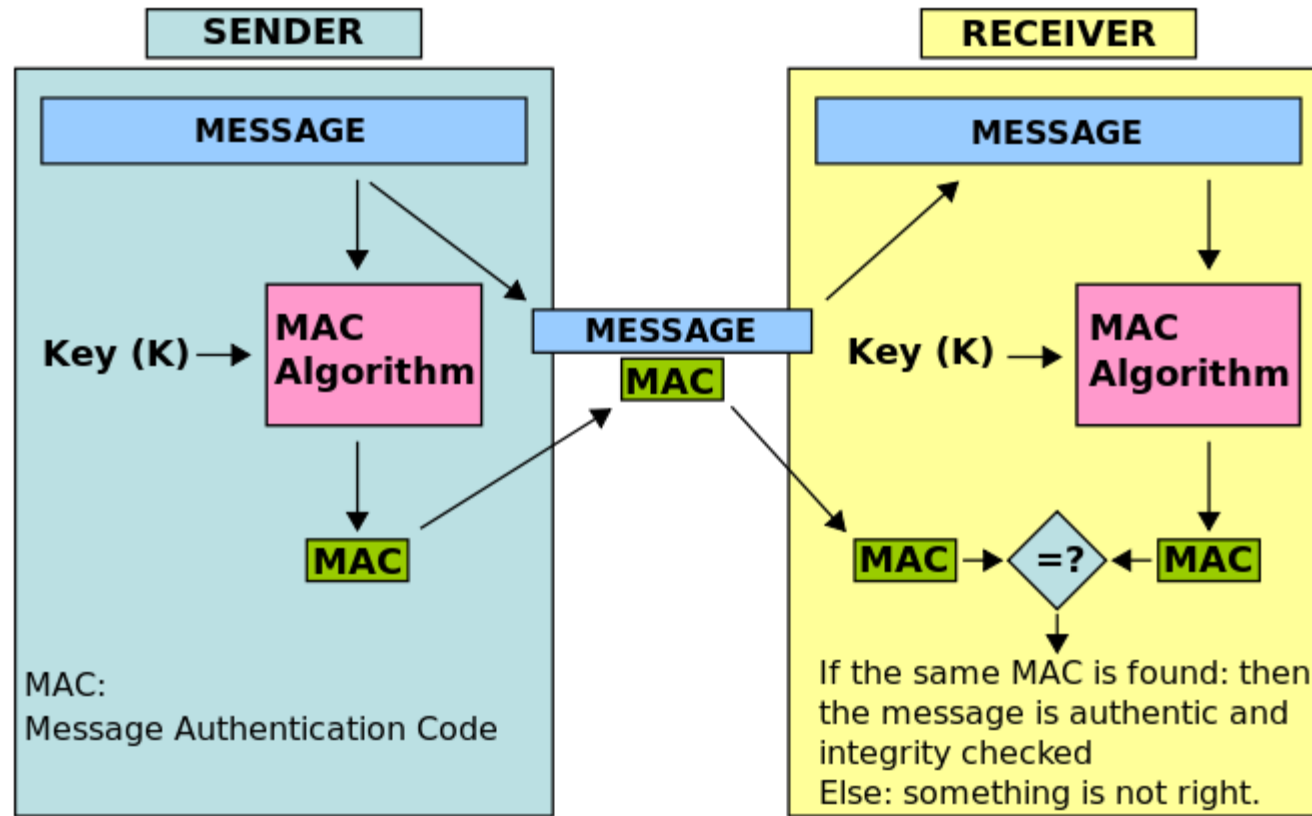 SENDER
MESSAGE
Key (K)
MAC
Algorithm
MAC
MAC:
Message Authentication Code
MESSAGE
MAC
RECEIVER
MESSAGE
Key (K)
MAC
Algorithm
MAC
=?
MAC
If the same MAC is found: then
the message is authentic and
integrity checked
Else: something is not right.